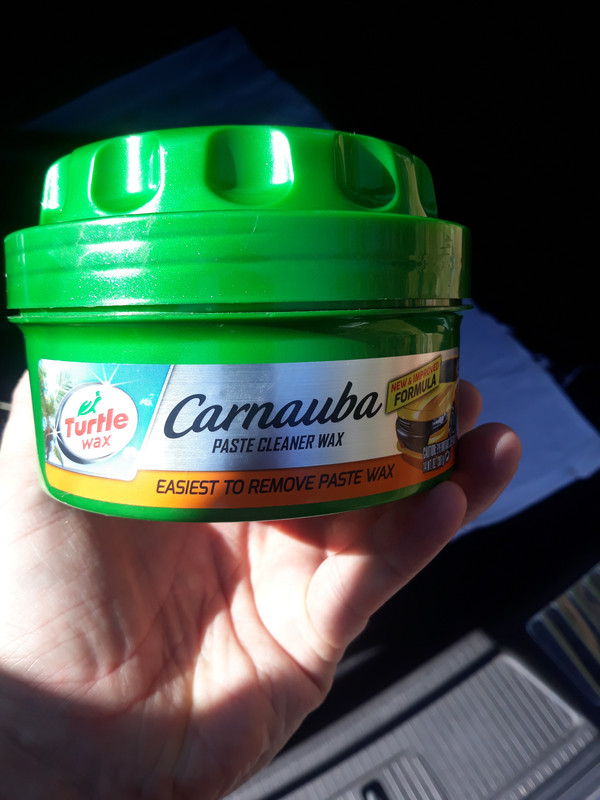 Turtle
wax
Carnauba
PASTE CLEANER WAX
EASIEST TO REMOVE PASTE WAX
NEW & IMPROVED
FORMULA